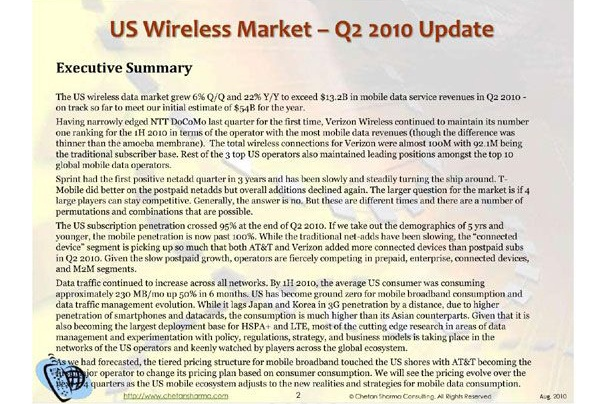 US Wireless Market – Q2 2010 Update
Executive Summary
The US wireless data market grew 6% Q/Q and 22% Y/Y to exceed $13.2B in mobile data service revenues in Q2 2010 -
on track so far to meet our initial estimate of $54B for the year.
Having narrowly edged NTT DoCoMo last quarter for the first time, Verizon Wireless continued to maintain its number
one ranking for the 1H 2010 in terms of the operator with the most mobile data revenues (though the difference was
thinner than the amoeba membrane). The total wireless connections for Verizon were almost 100M with 92.1M being
the traditional subscriber base. Rest of the 3 top US operators also maintained leading positions amongst the top 10
global mobile data operators.
Sprint had the first positive netadd quarter in 3 years and has been slowly and steadily turning the ship around. T-
Mobile did better on the postpaid netadds but overall additions declined again. The larger question for the market is if 4
large players can stay competitive. Generally, the answer is no. But these are different times and there are a number of
permutations and combinations that are possible.
The US subscription penetration crossed 95% at the end of Q2 2010. If we take out the demographics of 5 yrs and
younger, the mobile penetration is now past 100%. While the traditional net-adds have been slowing, the "connected
device" segment is picking up so much that both AT&T and Verizon added more connected devices than postpaid subs
in Q2 2010. Given the slow postpaid growth, operators are fiercely competing in prepaid, enterprise, connected devices,
and M2M segments.
Data traffic continued to increase across all networks. By 1H 2010, the average US consumer was consuming
approximately 230 MB/mo up 50% in 6 months. US has become ground zero for mobile broadband consumption and
data traffic management evolution. While it lags Japan and Korea in 3G penetration by a distance, due to higher
penetration of smartphones and datacards, the consumption is much higher than its Asian counterparts. Given that it is
also becoming the largest deployment base for HSPA+ and LTE, most of the cutting edge research in areas of data
management and experimentation with policy, regulations, strategy, and business models is taking place in the
networks of the US operators and keenly watched by players across the global ecosystem.
As we had forecasted, the tiered pricing structure for mobile broadband touched the US shores with AT&T becoming the
major operator to change its pricing plan based on consumer consumption. We will see the pricing evolve over the
4 quarters as the US mobile ecosystem adjusts to the new realities and strategies for mobile data consumption.
http://www.chetansharma.com 2 © Chetan Sharma Consulting, All Rights Reserved Aug 2010